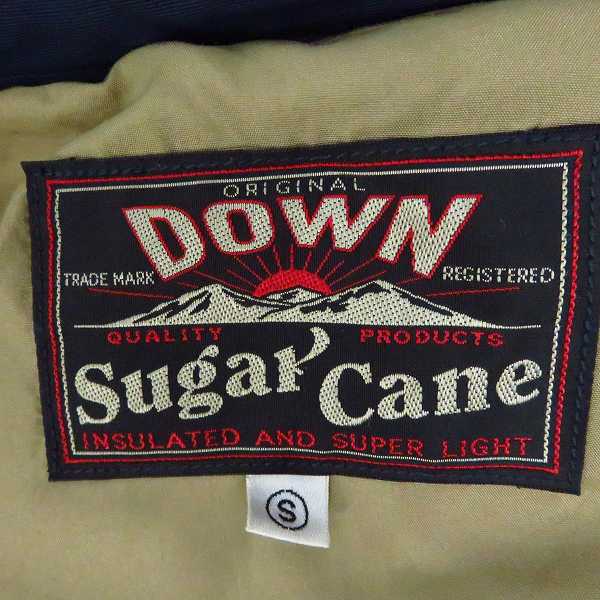 ORIGINAL
DOWN
TRADE MARK REGISTERED
QUALITY PRODUCTS
Sugar Cane
INSULATED AND SUPER LIGHT
S